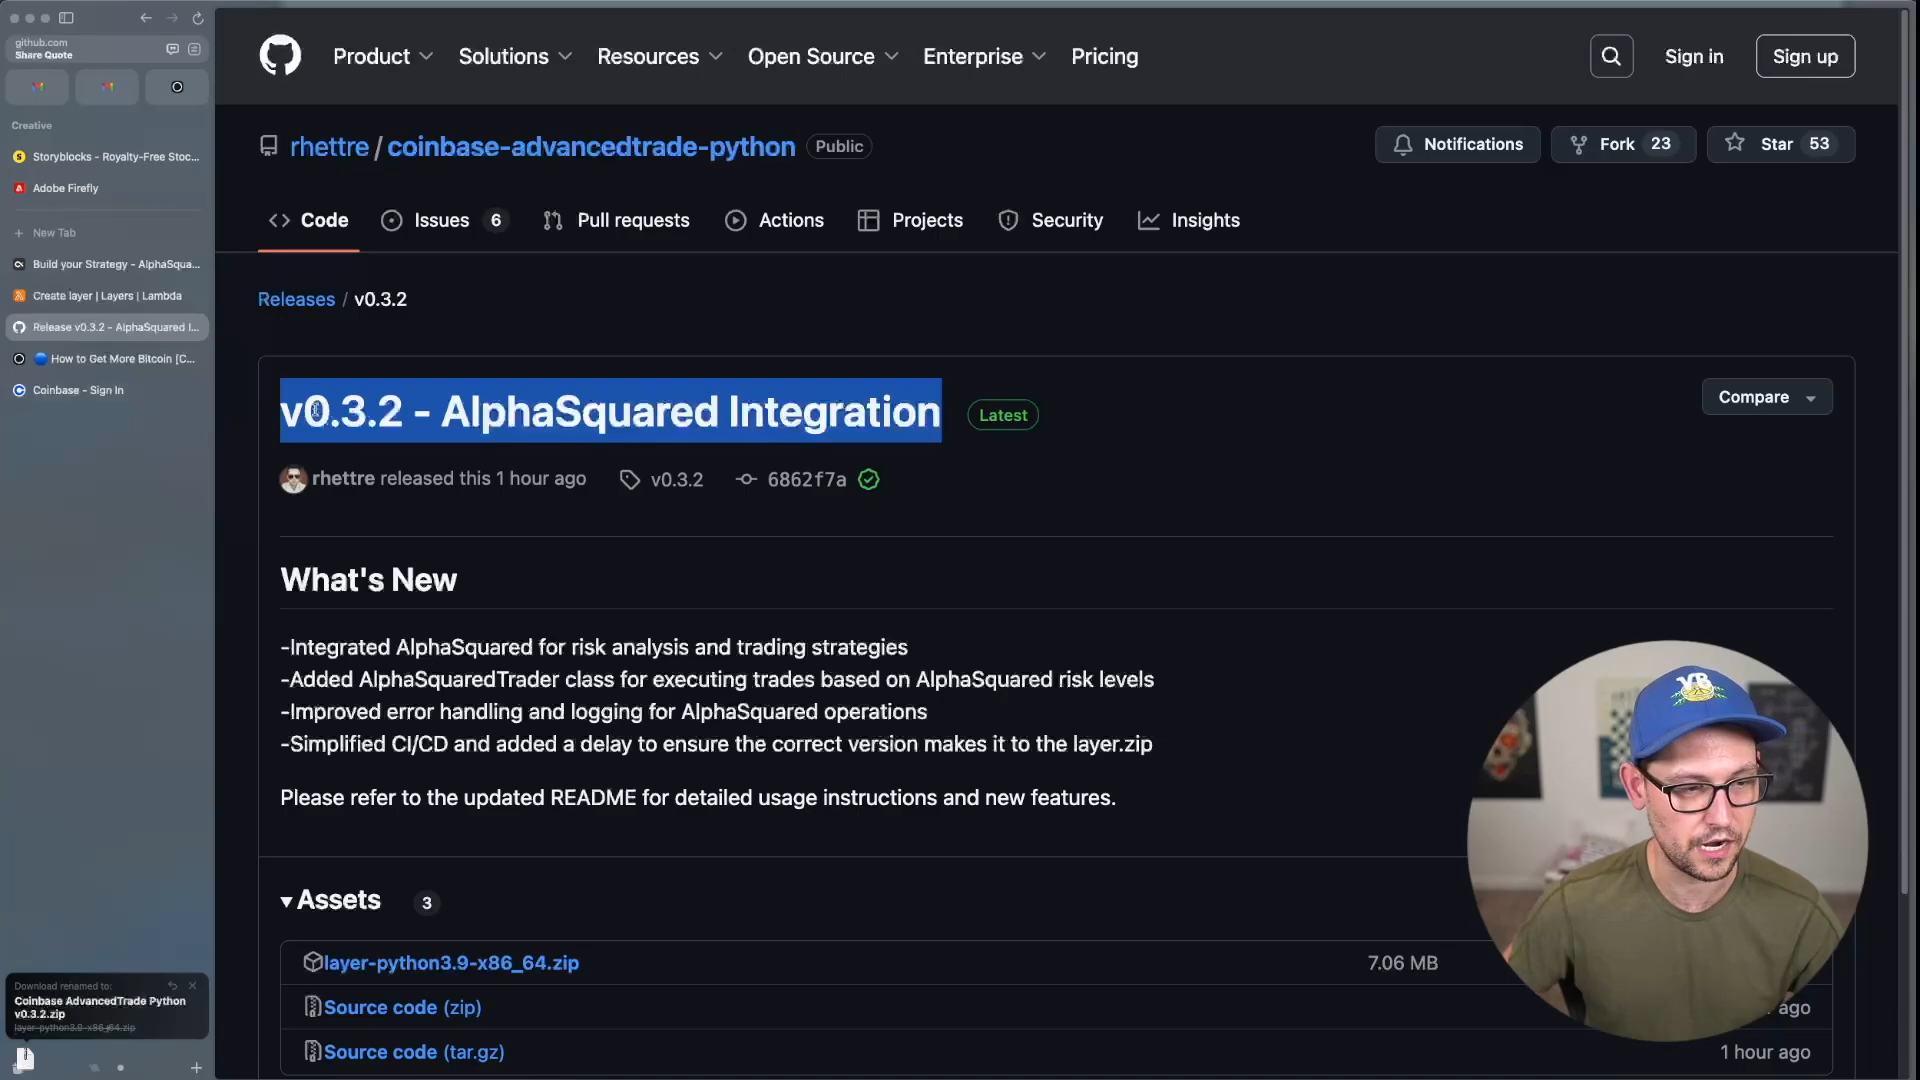 github.com
Share Quote
Creative
Storyblocks - Royalty-Free Stoc...
Adobe Firefly
New Tab
Build your Strategy - AlphaSqua...
Create layer | Layers | Lambda
Release v0.3.2 - AlphaSquared I...
How to Get More Bitcoin [C...
Coinbase - Sign In
Download renamed to:
Coinbase AdvancedTrade Python
v0.3.2.zip
layer-python3.9-x86_64.zip
Product
Solutions
Resources
Open Source
Enterprise
Pricing
Sign in
Sign up
rhettre / coinbase-advancedtrade-python Public
Notifications
Fork 23
Star 53
Code
Issues 6
Pull requests
Actions
Projects
Security
Insights
Releases / v0.3.2
v0.3.2 - AlphaSquared Integration
Latest
Compare
rhettre released this 1 hour ago
v0.3.2
6862f7a
What's New
-Integrated AlphaSquared for risk analysis and trading strategies
-Added AlphaSquaredTrader class for executing trades based on AlphaSquared risk levels
-Improved error handling and logging for AlphaSquared operations
-Simplified CI/CD and added a delay to ensure the correct version makes it to the layer.zip
Please refer to the updated README for detailed usage instructions and new features.
Assets 3
layer-python3.9-x86_64.zip
7.06 MB
Source code (zip)
ago
Source code (tar.gz)
1 hour ago
VB